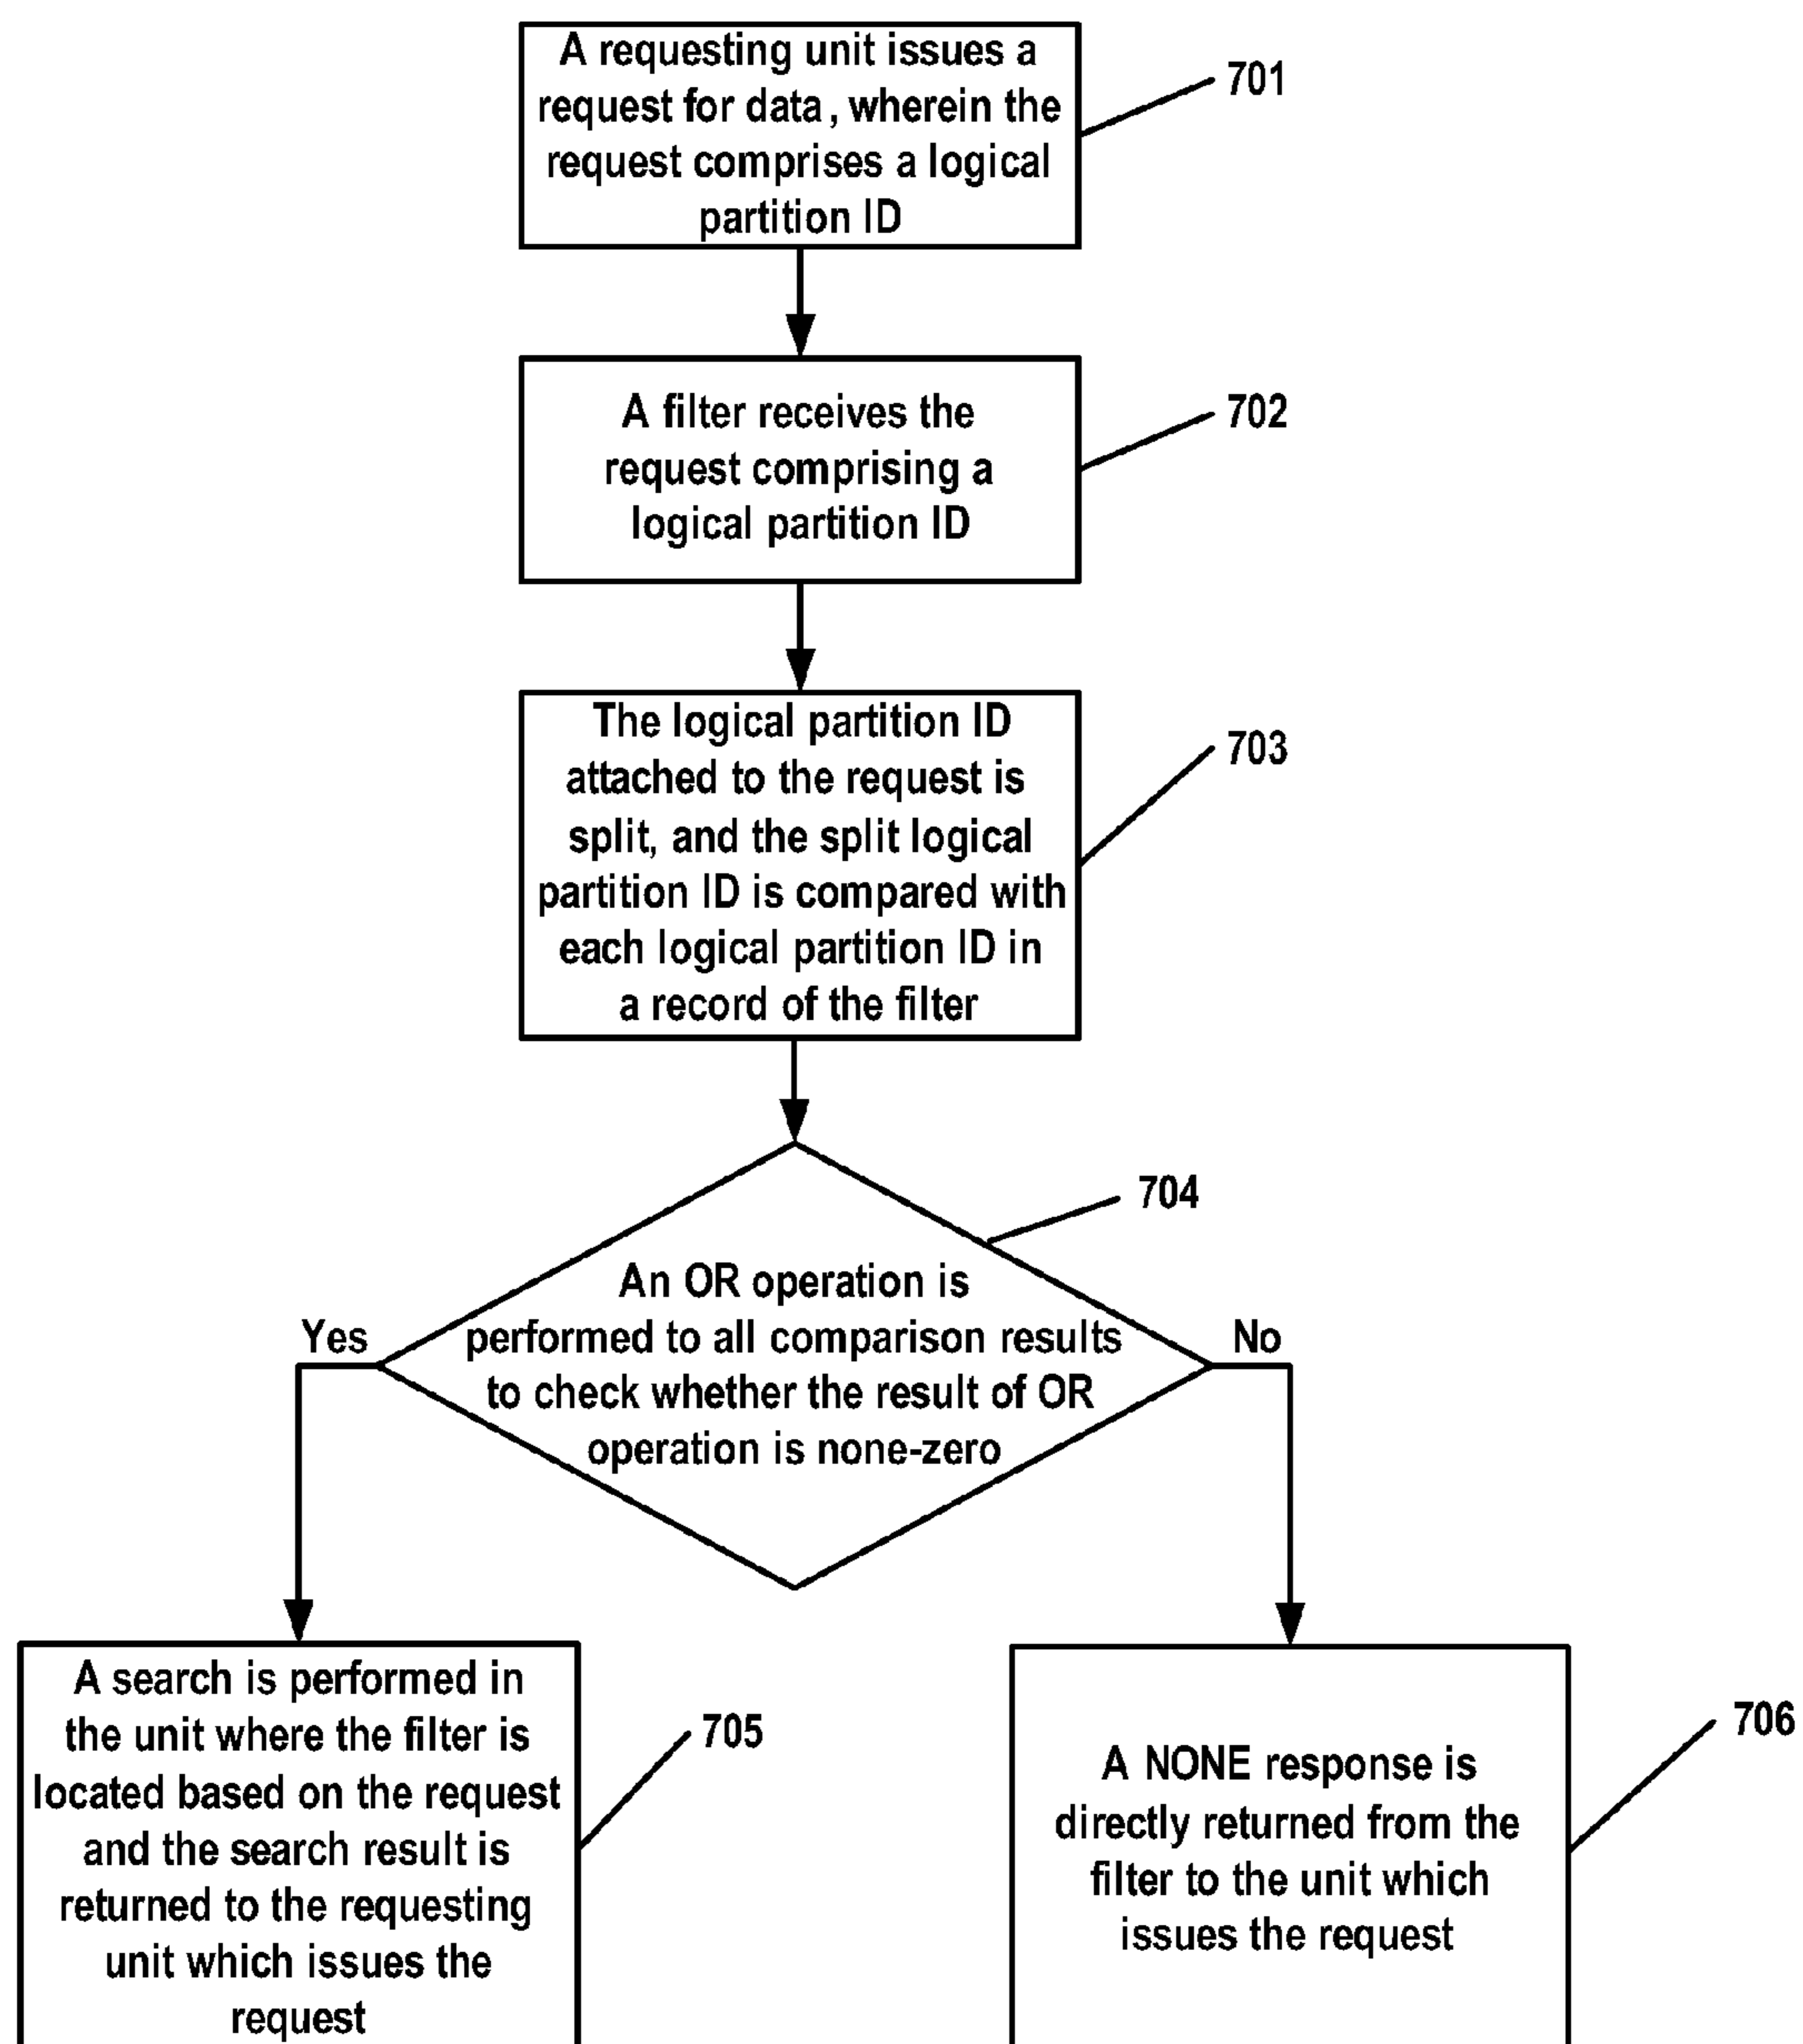 A requesting unit issues a
request for data, wherein the
request comprises a logical
partition ID
701
A filter receives the
request comprising a
logical partition ID
702
The logical partition ID
attached to the request is
split, and the split logical
partition ID is compared with
each logical partition ID in
a record of the filter
703
704
An OR operation is
performed to all comparison results
to check whether the result of OR
operation is none-zero
Yes
No
A search is performed in
the unit where the filter is
located based on the request
and the search result is
returned to the requesting
unit which issues the
request
705
A NONE response is
directly returned from the
filter to the unit which
issues the request
706